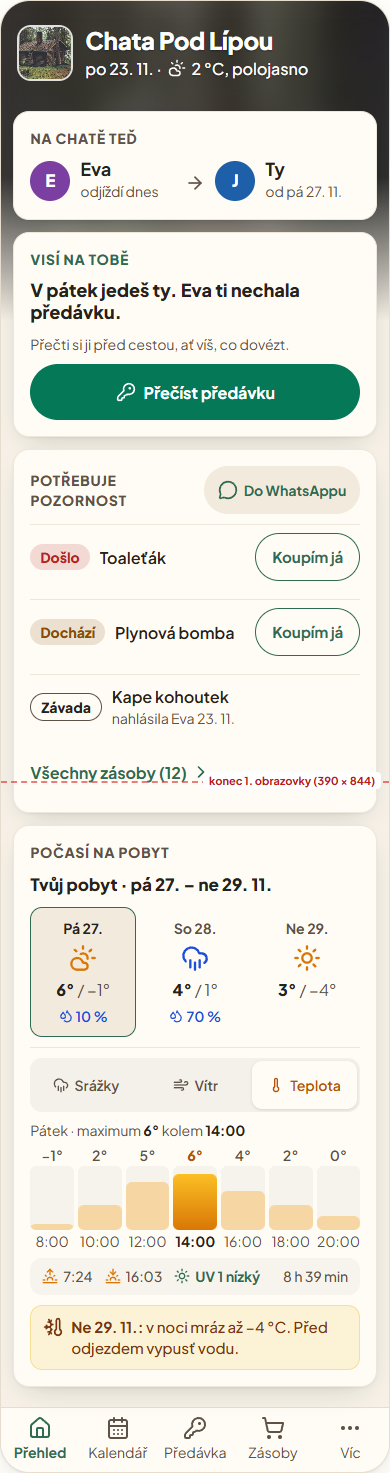 Chata Pod Lípou
po 23. 11. · 2 °C, polojasno
NA CHATĚ TEĎ
E
Eva
odjíždí dnes
J
Ty
od pá 27. 11.
VISÍ NA TOBĚ
V pátek jedeš ty. Eva ti nechala
předávku.
Přečti si ji před cestou, ať víš, co dovézt.
Přečíst předávku
POTŘEBUJE
POZORNOST
Do WhatsAppu
Došlo Toaleťák Koupím já
Dochází Plynová bomba Koupím já
Závada
Kape kohoutek
nahlásila Eva 23. 11.
Všechny zásoby (12)
konec 1. obrazovky (390 × 844)
POČASÍ NA POBYT
Tvůj pobyt · pá 27. – ne 29. 11.
Pá 27. So 28. Ne 29.
6° / −1° 4° / 1° 3° / −4°
10 % 70 %
Srážky Vítr Teplota
Pátek · maximum 6° kolem 14:00
−1° 2° 5° 6° 4° 2° 0°
8:00 10:00 12:00 14:00 16:00 18:00 20:00
7:24 16:03 UV 1 nízký 8 h 39 min
Ne 29. 11.: v noci mráz až −4 °C. Před
odjezdem vypusť vodu.
Přehled Kalendář Předávka Zásoby Víc